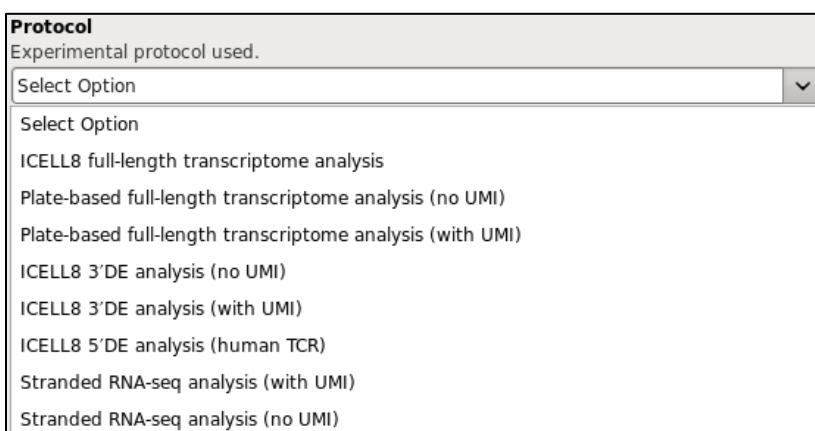 Protocol
Experimental protocol used.
Select Option
Select Option
ICELL8 full-length transcriptome analysis
Plate-based full-length transcriptome analysis (no UMI)
Plate-based full-length transcriptome analysis (with UMI)
ICELL8 3′DE analysis (no UMI)
ICELL8 3′DE analysis (with UMI)
ICELL8 5′DE analysis (human TCR)
Stranded RNA-seq analysis (with UMI)
Stranded RNA-seq analysis (no UMI)